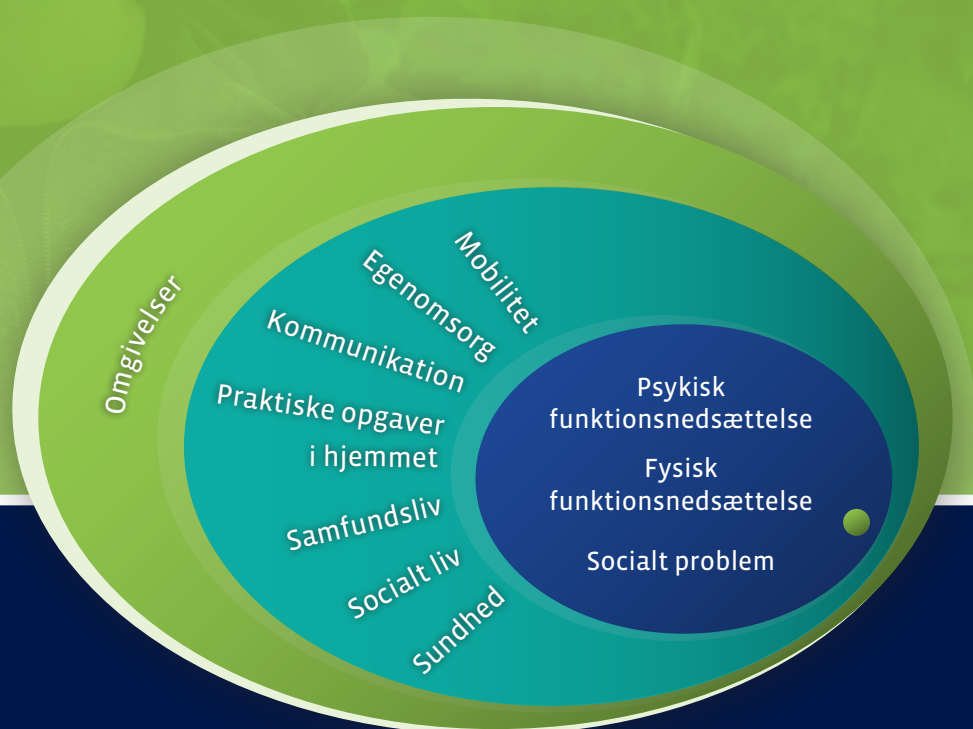 Omgivelser
Mobilitet
Egenomsorg
Kommunikation
Praktiske opgaver
i hjemmet
Samfundsliv
Socialt liv
Sundhed
Psykisk
funktionsnedsættelse
Fysisk
funktionsnedsættelse
Socialt problem